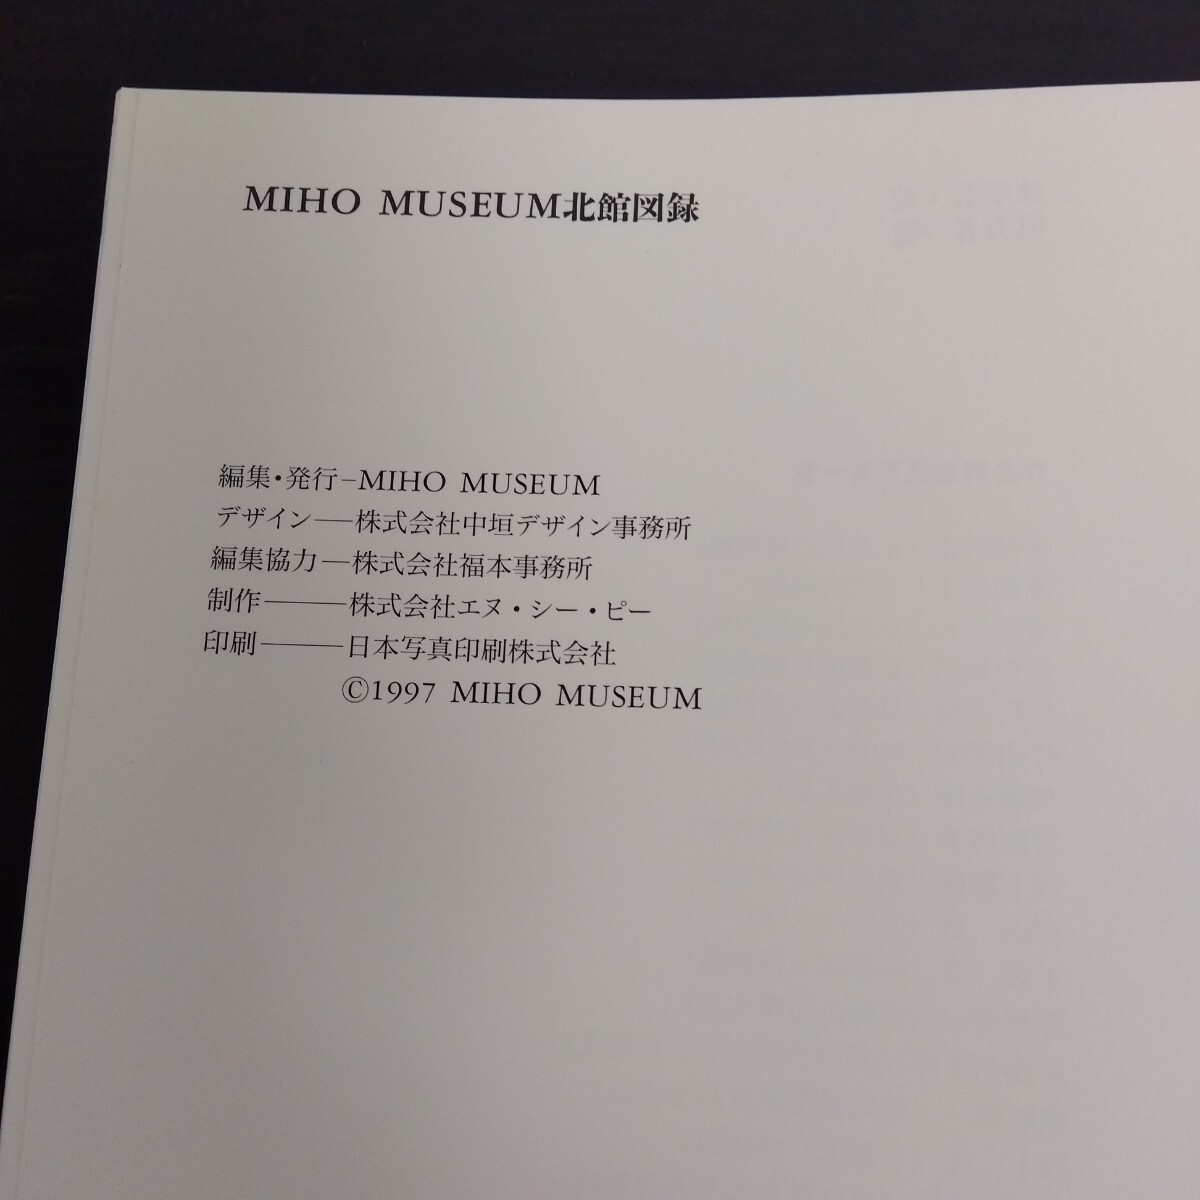 MIHO MUSEUM北館図録
編集・発行–MIHO MUSEUM
デザイン――株式会社中垣デザイン事務所
編集協力―株式会社福本事務所
制作―――株式会社エヌ・シー・ピー
印刷―――日本写真印刷株式会社
©1997 MIHO MUSEUM